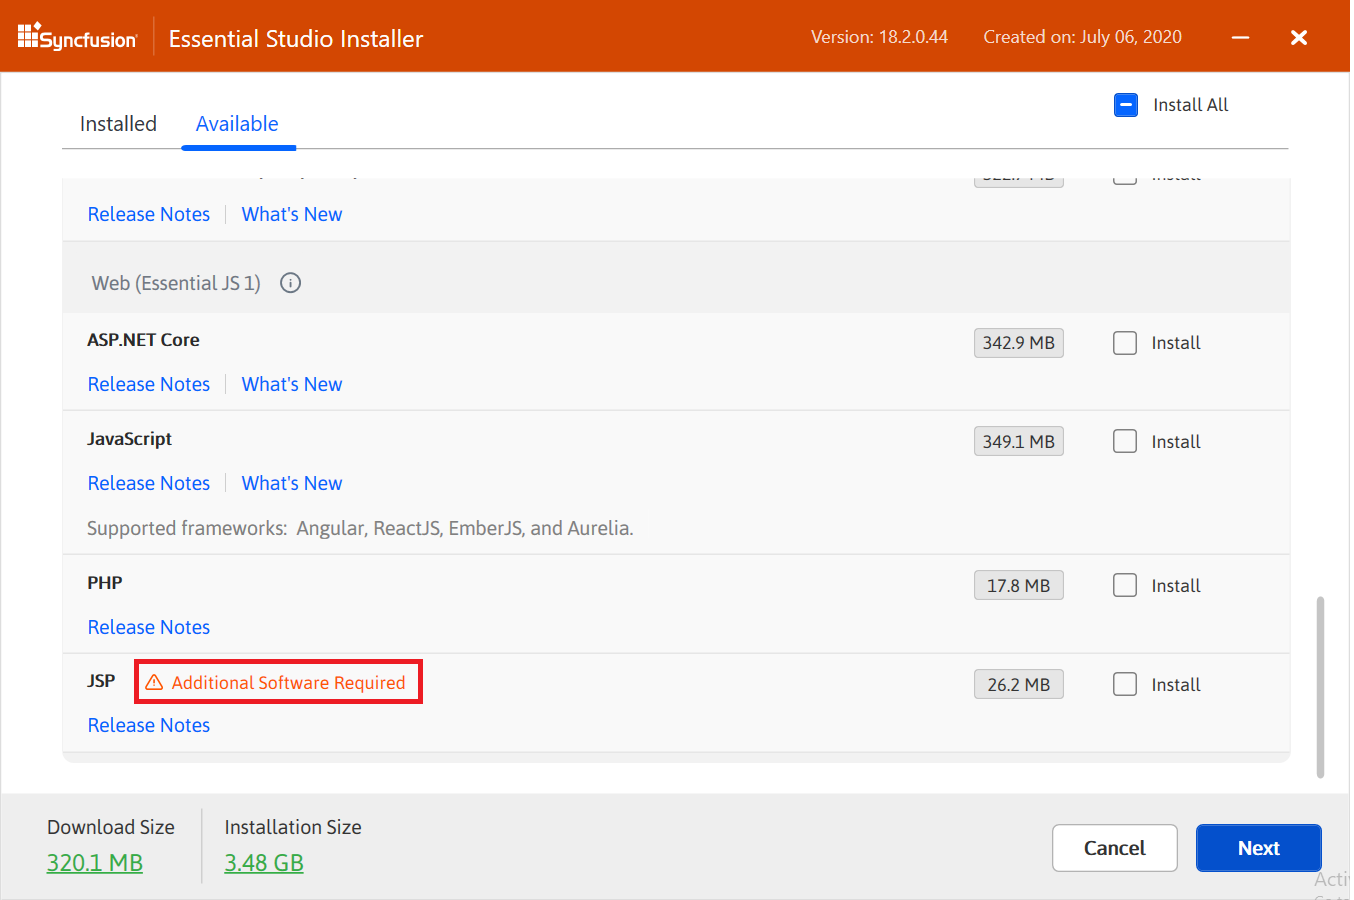 Syncfusion
Essential Studio Installer
Version: 18.2.0.44
Created on: July 06, 2020
Installed
Available
Install All
Release Notes
What's New
Web (Essential JS 1)
ASP.NET Core
342.9 MB
Install
Release Notes
What's New
JavaScript
349.1 MB
Install
Release Notes
What's New
Supported frameworks: Angular, ReactJS, EmberJS, and Aurelia.
PHP
17.8 MB
Install
Release Notes
JSP
Additional Software Required
26.2 MB
Install
Release Notes
Download Size
Installation Size
320.1 MB
3.48 GB
Cancel
Next